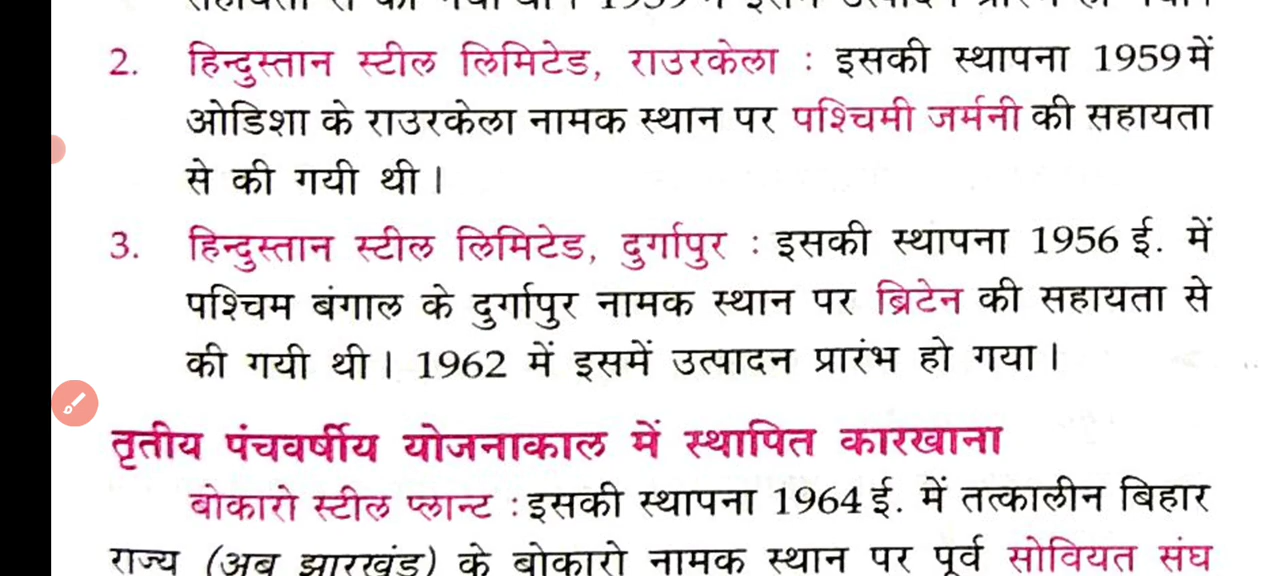 2. हिन्दुस्तान स्टील लिमिटेड, राउरकेला : इसकी स्थापना 1959 में
ओडिशा के राउरकेला नामक स्थान पर पश्चिमी जर्मनी की सहायता
से की गयी थी।
3. हिन्दुस्तान स्टील लिमिटेड, दुर्गापुर : इसकी स्थापना 1956 ई. में
पश्चिम बंगाल के दुर्गापुर नामक स्थान पर ब्रिटेन की सहायता से
की गयी थी। 1962 में इसमें उत्पादन प्रारंभ हो गया।
तृतीय पंचवर्षीय योजनाकाल में स्थापित कारखाना
बोकारो स्टील प्लान्ट : इसकी स्थापना 1964 ई. में तत्कालीन बिहार
राज्य (अब झारखंड) के बोकारो नामक स्थान पर पूर्व सोवियत संघ